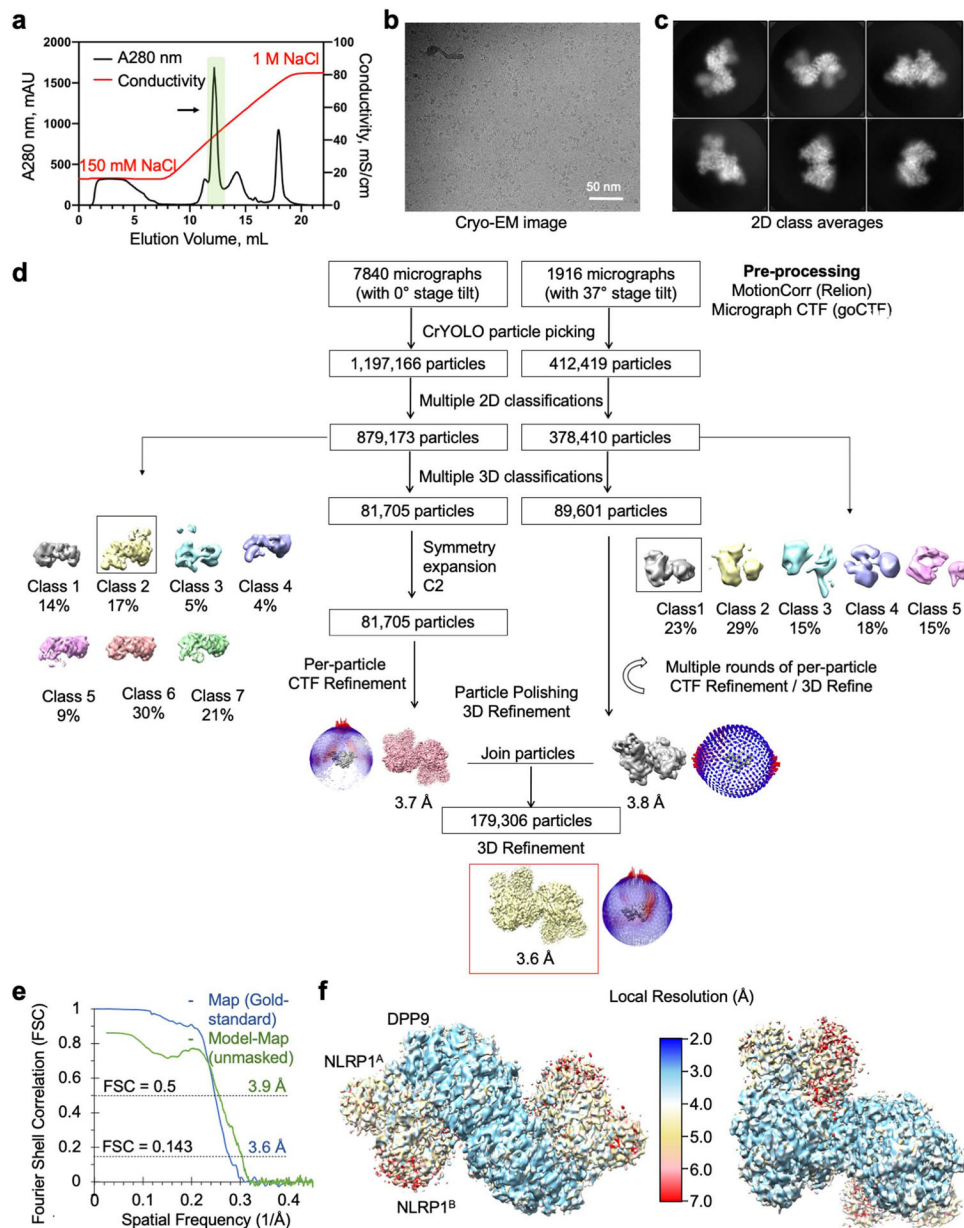 a
A280 nm
Conductivity
1 M NaCl
150 mM NaCl
A280 nm, mAU
2000
1500
1000
500
0
Conductivity, mS/cm
100
80
60
40
20
0
0 5 10 15 20
Elution Volume, mL
b
50 nm
Cryo-EM image
c
2D class averages
d
7840 micrographs
(with 0° stage tilt)
1916 micrographs
(with 37° stage tilt)
Pre-processing
MotionCorr (Relion)
Micrograph CTF (goCTF)
CrYOLO particle picking
1,197,166 particles
412,419 particles
Multiple 2D classifications
879,173 particles
378,410 particles
Multiple 3D classifications
81,705 particles
89,601 particles
Class 1
14%
Class 2
17%
Class 3
5%
Class 4
4%
Class 5
9%
Class 6
30%
Class 7
21%
Symmetry
expansion
C2
81,705 particles
Class1
23%
Class 2
29%
Class 3
15%
Class 4
18%
Class 5
15%
Per-particle
CTF Refinement
Multiple rounds of per-particle
CTF Refinement / 3D Refine
Particle Polishing
3D Refinement
Join particles
3.7 Å
3.8 Å
179,306 particles
3D Refinement
3.6 Å
e
Map (Gold-
standard)
Model-Map
(unmasked)
FSC = 0.5
3.9 Å
FSC = 0.143
3.6 Å
Fourier Shell Correlation (FSC)
1
0.8
0.6
0.4
0.2
0
0 0.1 0.2 0.3 0.4
Spatial Frequency (1/Å)
f
Local Resolution (Å)
DPP9
NLRP1ᴬ
NLRP1ᴮ
2.0
3.0
4.0
5.0
6.0
7.0